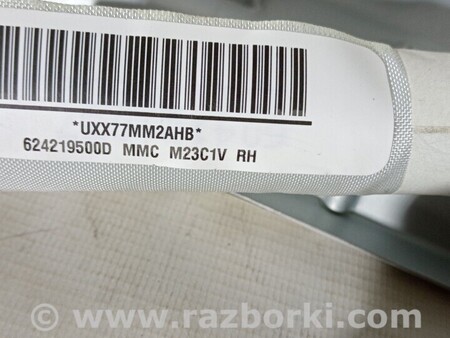 *UXX77MM2AHB*
624219500D MMC M23C1V RH
© www.razborki.com